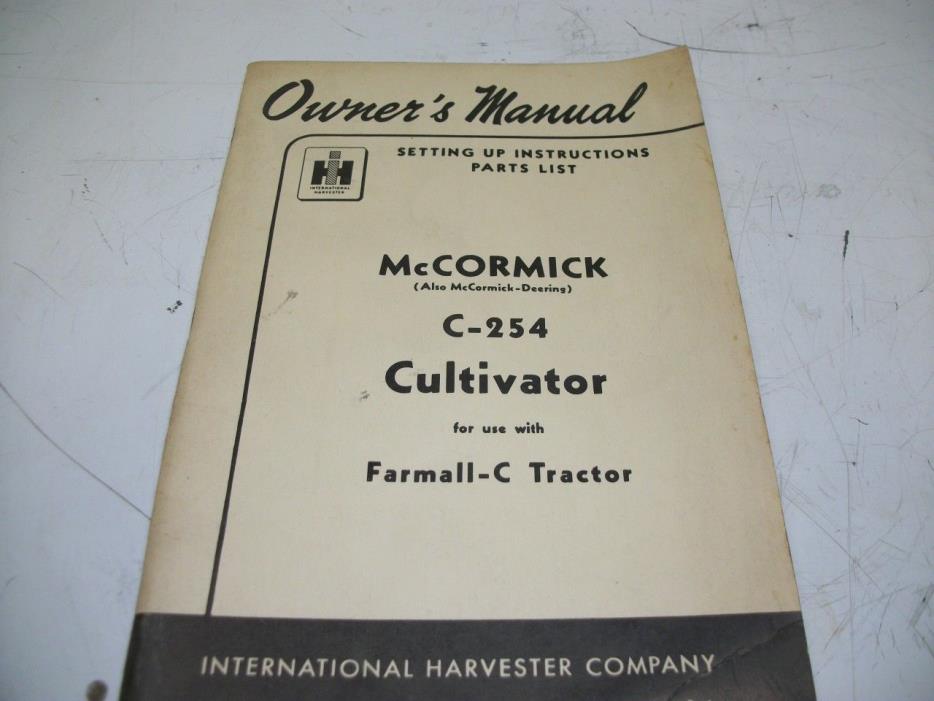 Owner's Manual
SETTING UP INSTRUCTIONS
PARTS LIST
IH
INTERNATIONAL
HARVESTER
McCORMICK
(Also McCormick-Deering)
C-254
Cultivator
for use with
Farmall-C Tractor
INTERNATIONAL HARVESTER COMPANY